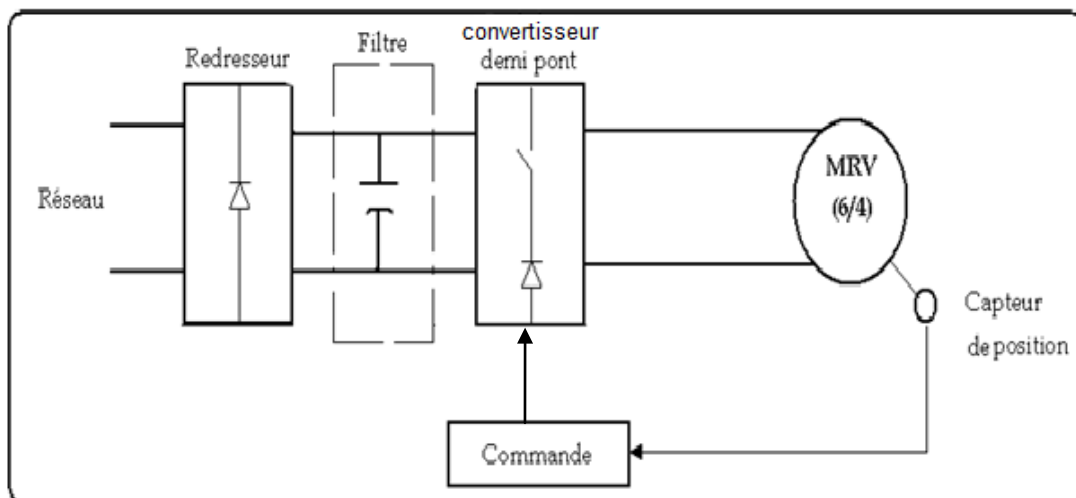 convertisseur
demi pont
Filtre
Redresseur
Réseau
MRV
(6/4)
Capteur
de position
Commande